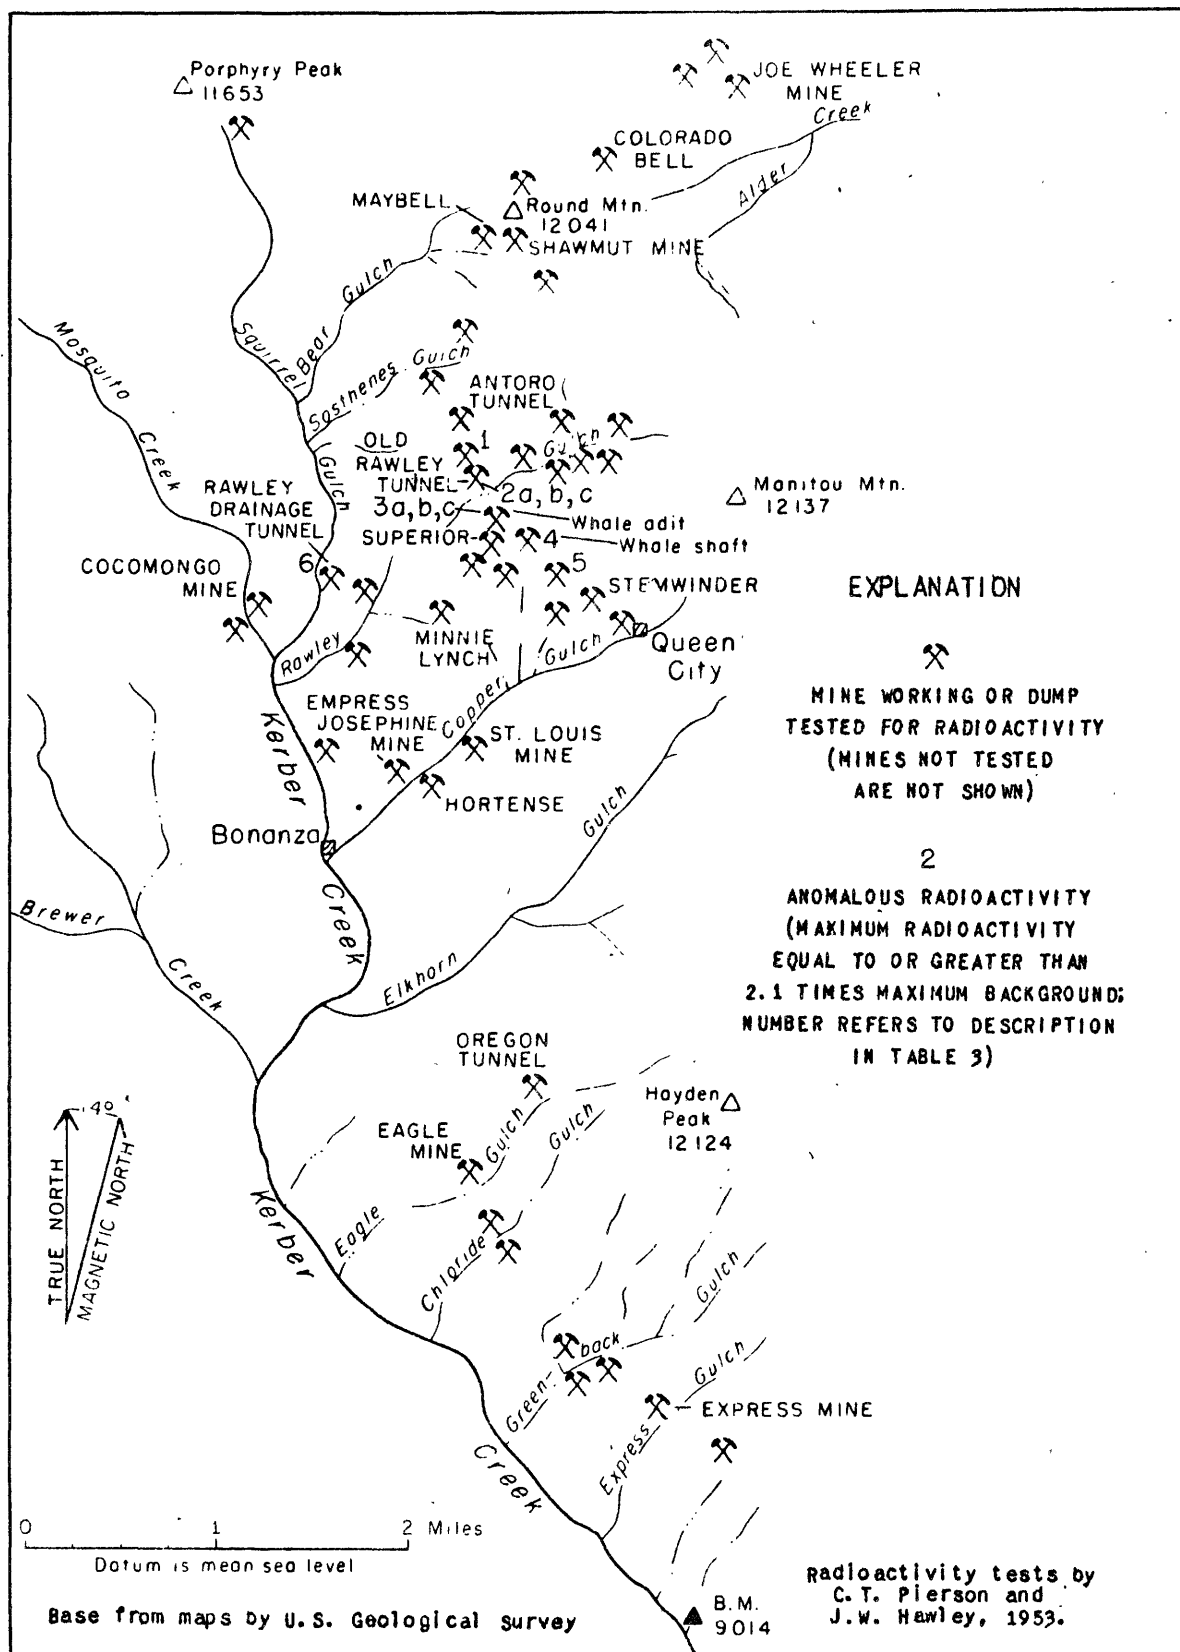 Porphyry Peak
11653
JOE WHEELER
MINE
Creek
COLORADO
BELL
Alder
MAYBELL
Round Mtn.
12041
SHAWMUT MINE
Gulch
Bear
Squirrel
Mosquito
Creek
Sosthenes Gulch
ANTORO
TUNNEL
Gulch
OLD
RAWLEY
TUNNEL
1
Gulch
2a, b, c
3a, b, c
Manitou Mtn.
12137
RAWLEY
DRAINAGE
TUNNEL
Whale adit
SUPERIOR
4
Whale shaft
6
5
COCOMONGO
MINE
STEMWINDER
EXPLANATION
MINNIE
LYNCH
Rawley
Gulch
Queen
City
MINE WORKING OR DUMP
TESTED FOR RADIOACTIVITY
(MINES NOT TESTED
ARE NOT SHOWN)
EMPRESS
JOSEPHINE
MINE
Copper
Kerber
ST. LOUIS
MINE
HORTENSE
Gulch
Bonanza
2
ANOMALOUS RADIOACTIVITY
(MAXIMUM RADIOACTIVITY
EQUAL TO OR GREATER THAN
2.1 TIMES MAXIMUM BACKGROUND;
NUMBER REFERS TO DESCRIPTION
IN TABLE 3)
Brewer
Creek
Creek
Elkhorn
OREGON
TUNNEL
Hayden
Peak
12124
14°
EAGLE
MINE
Gulch
Gulch
TRUE NORTH
MAGNETIC NORTH
Kerber
Eagle
Chloride
Gulch
Green-back
Gulch
EXPRESS MINE
Express
Creek
0 1 2 Miles
Datum is mean sea level
Base from maps by U.S. Geological Survey
B.M.
9014
Radioactivity tests by
C.T. Pierson and
J.W. Hawley, 1953.